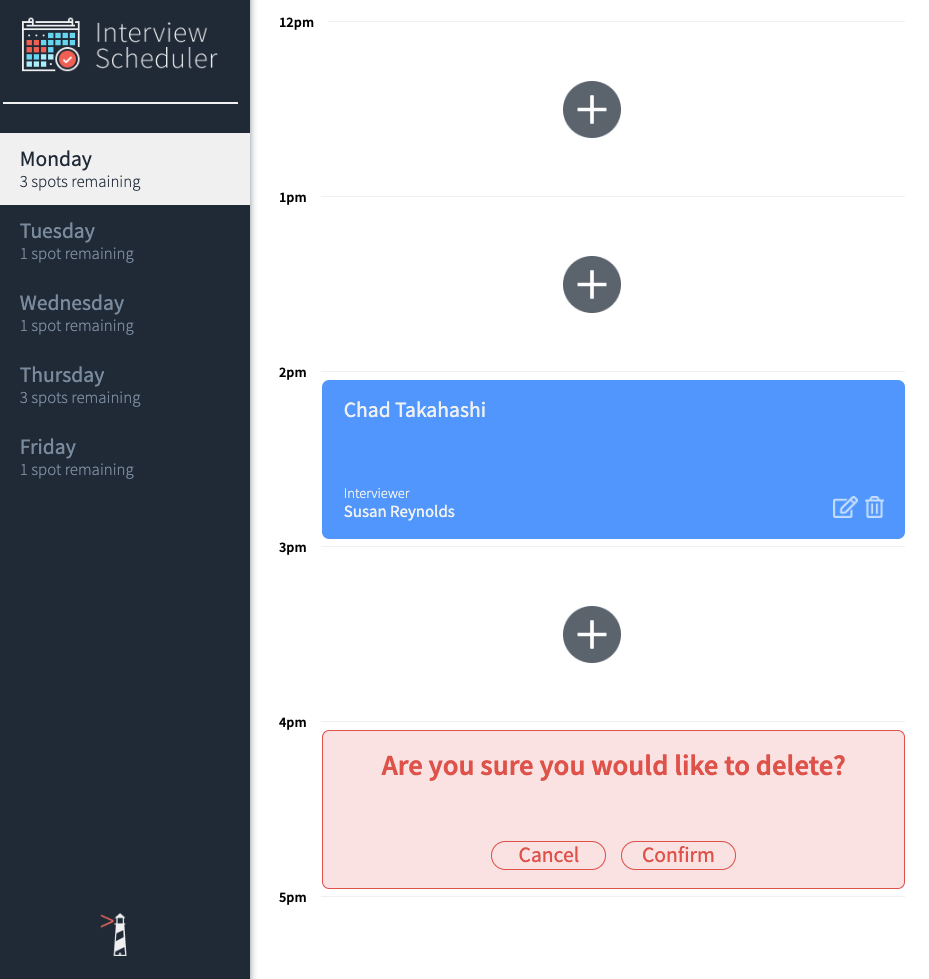 Interview
Scheduler
Monday
3 spots remaining
Tuesday
1 spot remaining
Wednesday
1 spot remaining
Thursday
3 spots remaining
Friday
1 spot remaining
12pm
1pm
2pm
Chad Takahashi
Interviewer
Susan Reynolds
3pm
4pm
Are you sure you would like to delete?
Cancel Confirm
5pm